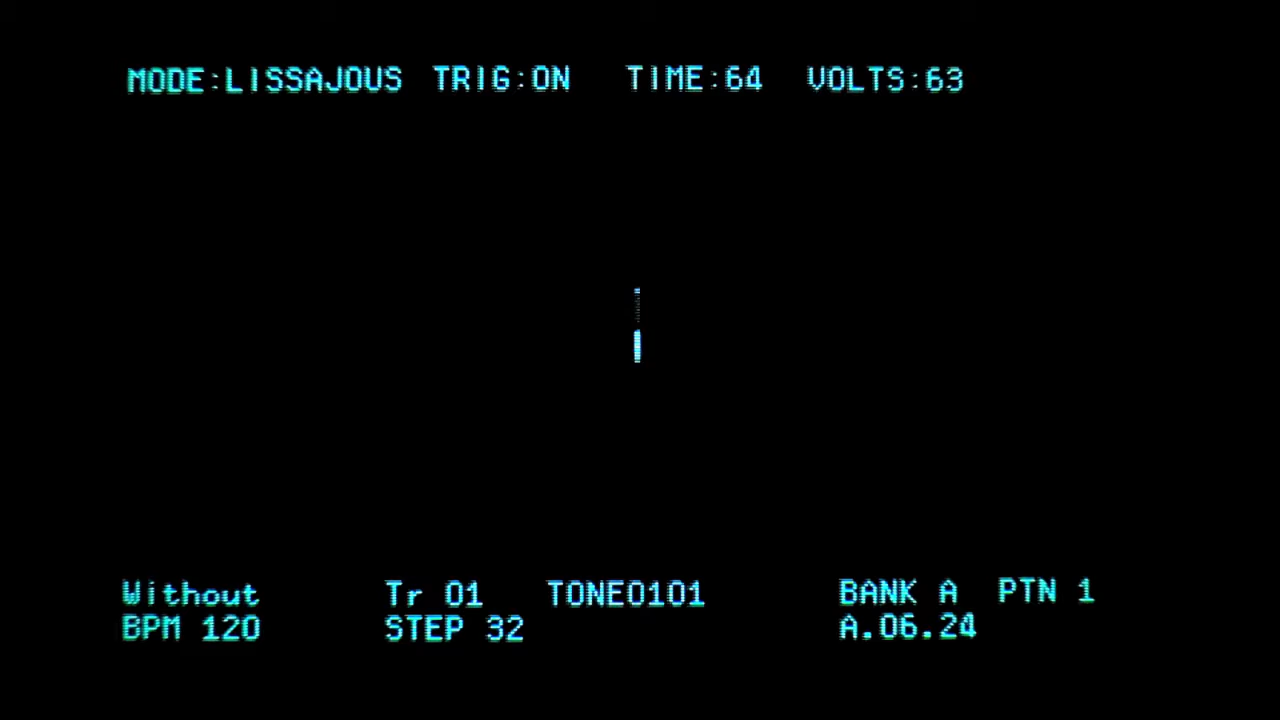 MODE:LISSAJOUS TRIG:ON TIME:64 VOLTS:63
Without Tr 01 TONE0101 BANK A PTN 1
BPM 120 STEP 32 A.06.24